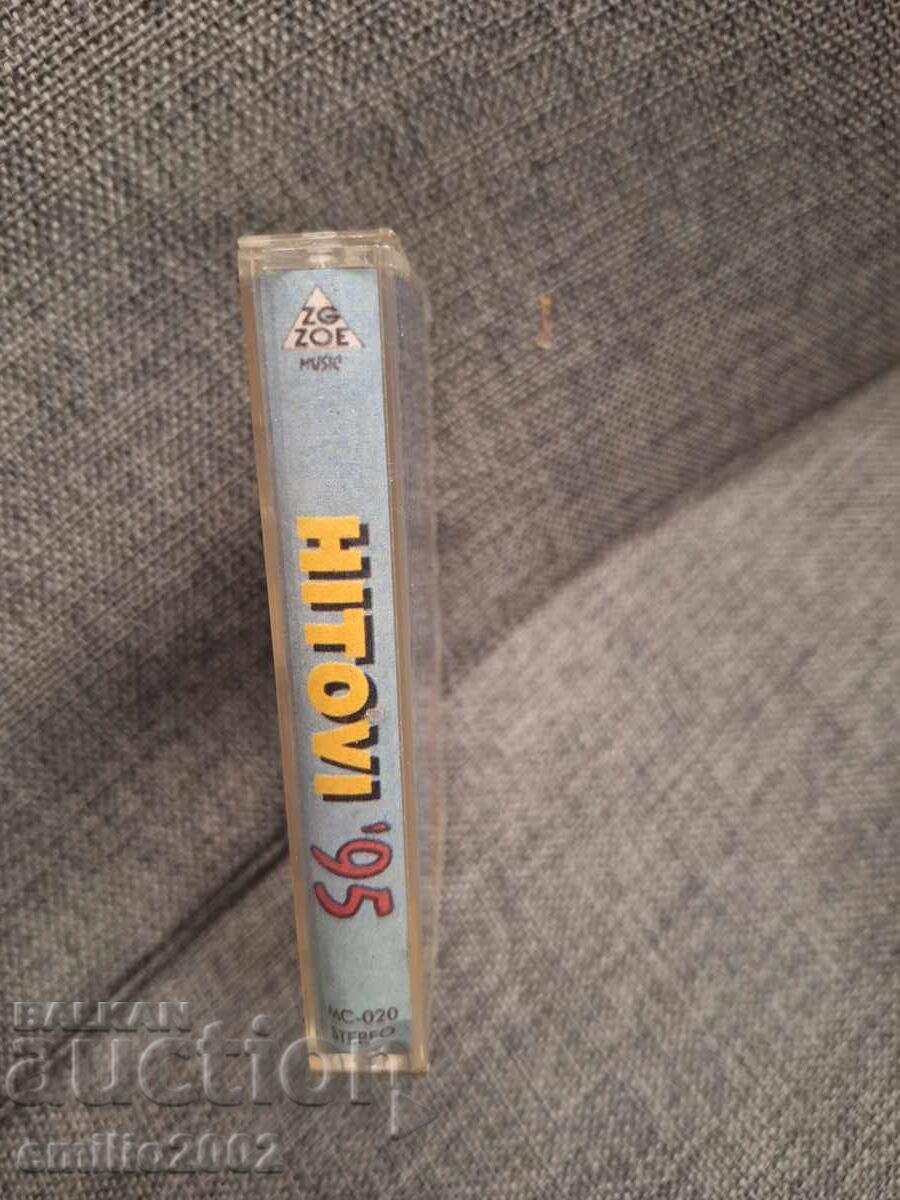 ZG
ZOE
MUSIC
HITOVI '95
MC-020
STEREO
BALKAN
auction
emilio2002